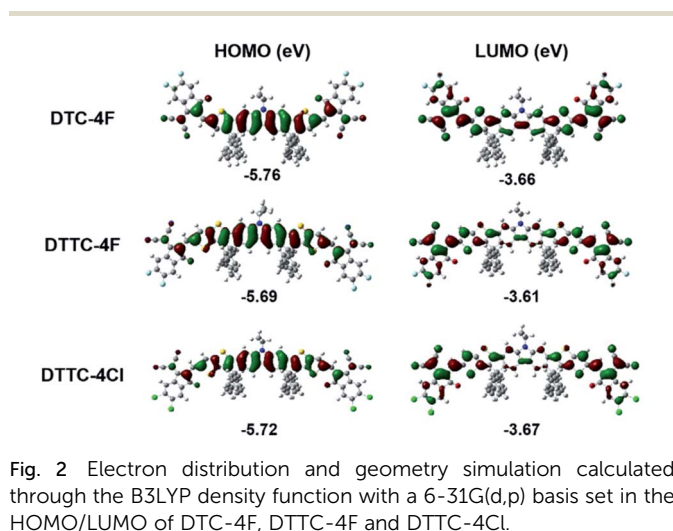 HOMO (eV) LUMO (eV)
DTC-4F
-5.76 -3.66
DTTC-4F
-5.69 -3.61
DTTC-4Cl
-5.72 -3.67
Fig. 2 Electron distribution and geometry simulation calculated
through the B3LYP density function with a 6-31G(d,p) basis set in the
HOMO/LUMO of DTC-4F, DTTC-4F and DTTC-4Cl.